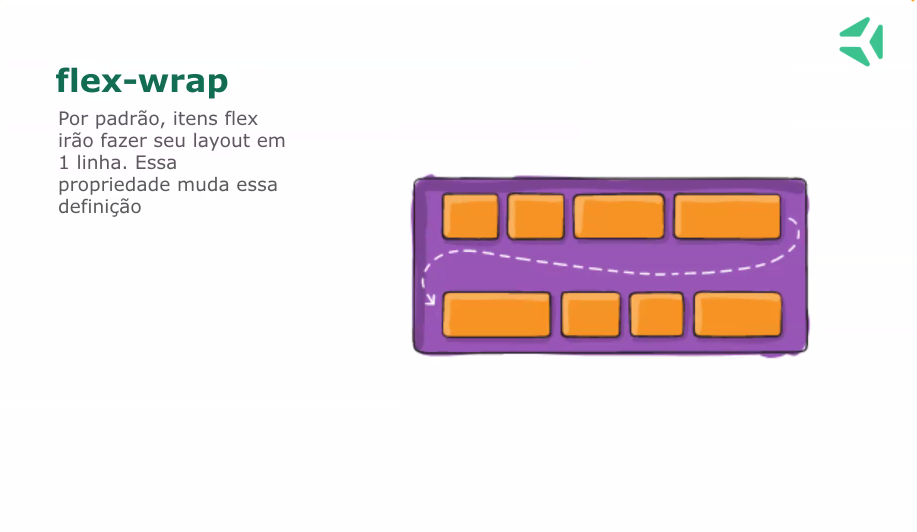 flex-wrap
Por padrão, itens flex
irão fazer seu layout em
1 linha. Essa
propriedade muda essa
definição